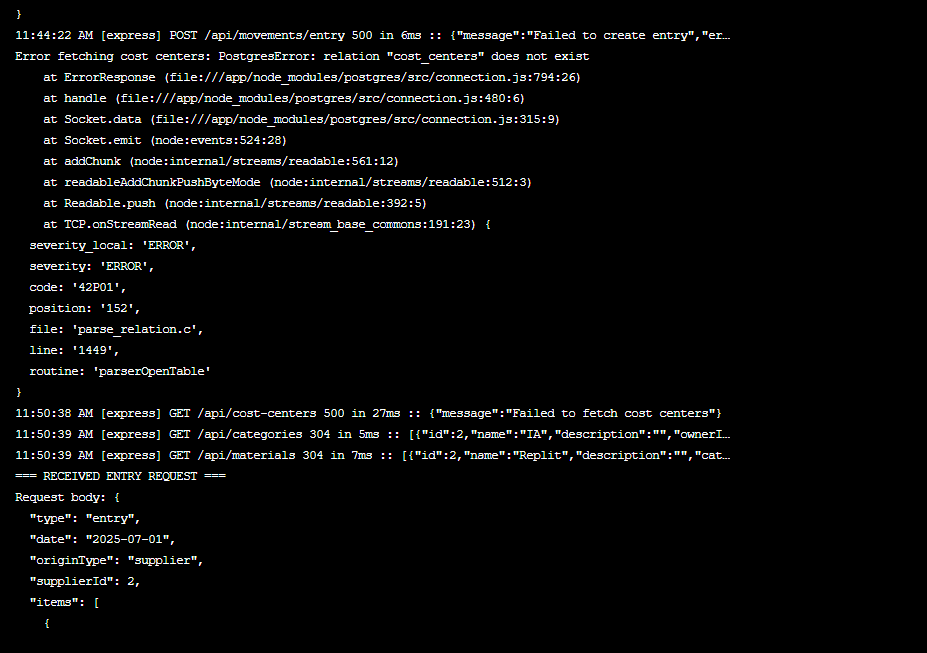 }
11:44:22 AM [express] POST /api/movements/entry 500 in 6ms :: {"message":"Failed to create entry","er…
Error fetching cost centers: PostgresError: relation "cost_centers" does not exist
    at ErrorResponse (file:///app/node_modules/postgres/src/connection.js:794:26)
    at handle (file:///app/node_modules/postgres/src/connection.js:480:6)
    at Socket.data (file:///app/node_modules/postgres/src/connection.js:315:9)
    at Socket.emit (node:events:524:28)
    at addChunk (node:internal/streams/readable:561:12)
    at readableAddChunkPushByteMode (node:internal/streams/readable:512:3)
    at Readable.push (node:internal/streams/readable:392:5)
    at TCP.onStreamRead (node:internal/stream_base_commons:191:23) {
  severity_local: 'ERROR',
  severity: 'ERROR',
  code: '42P01',
  position: '152',
  file: 'parse_relation.c',
  line: '1449',
  routine: 'parserOpenTable'
}
11:50:38 AM [express] GET /api/cost-centers 500 in 27ms :: {"message":"Failed to fetch cost centers"}
11:50:39 AM [express] GET /api/categories 304 in 5ms :: [{"id":2,"name":"IA","description":"","ownerI…
11:50:39 AM [express] GET /api/materials 304 in 7ms :: [{"id":2,"name":"Replit","description":"","cat…
=== RECEIVED ENTRY REQUEST ===
Request body: {
  "type": "entry",
  "date": "2025-07-01",
  "originType": "supplier",
  "supplierId": 2,
  "items": [
    {